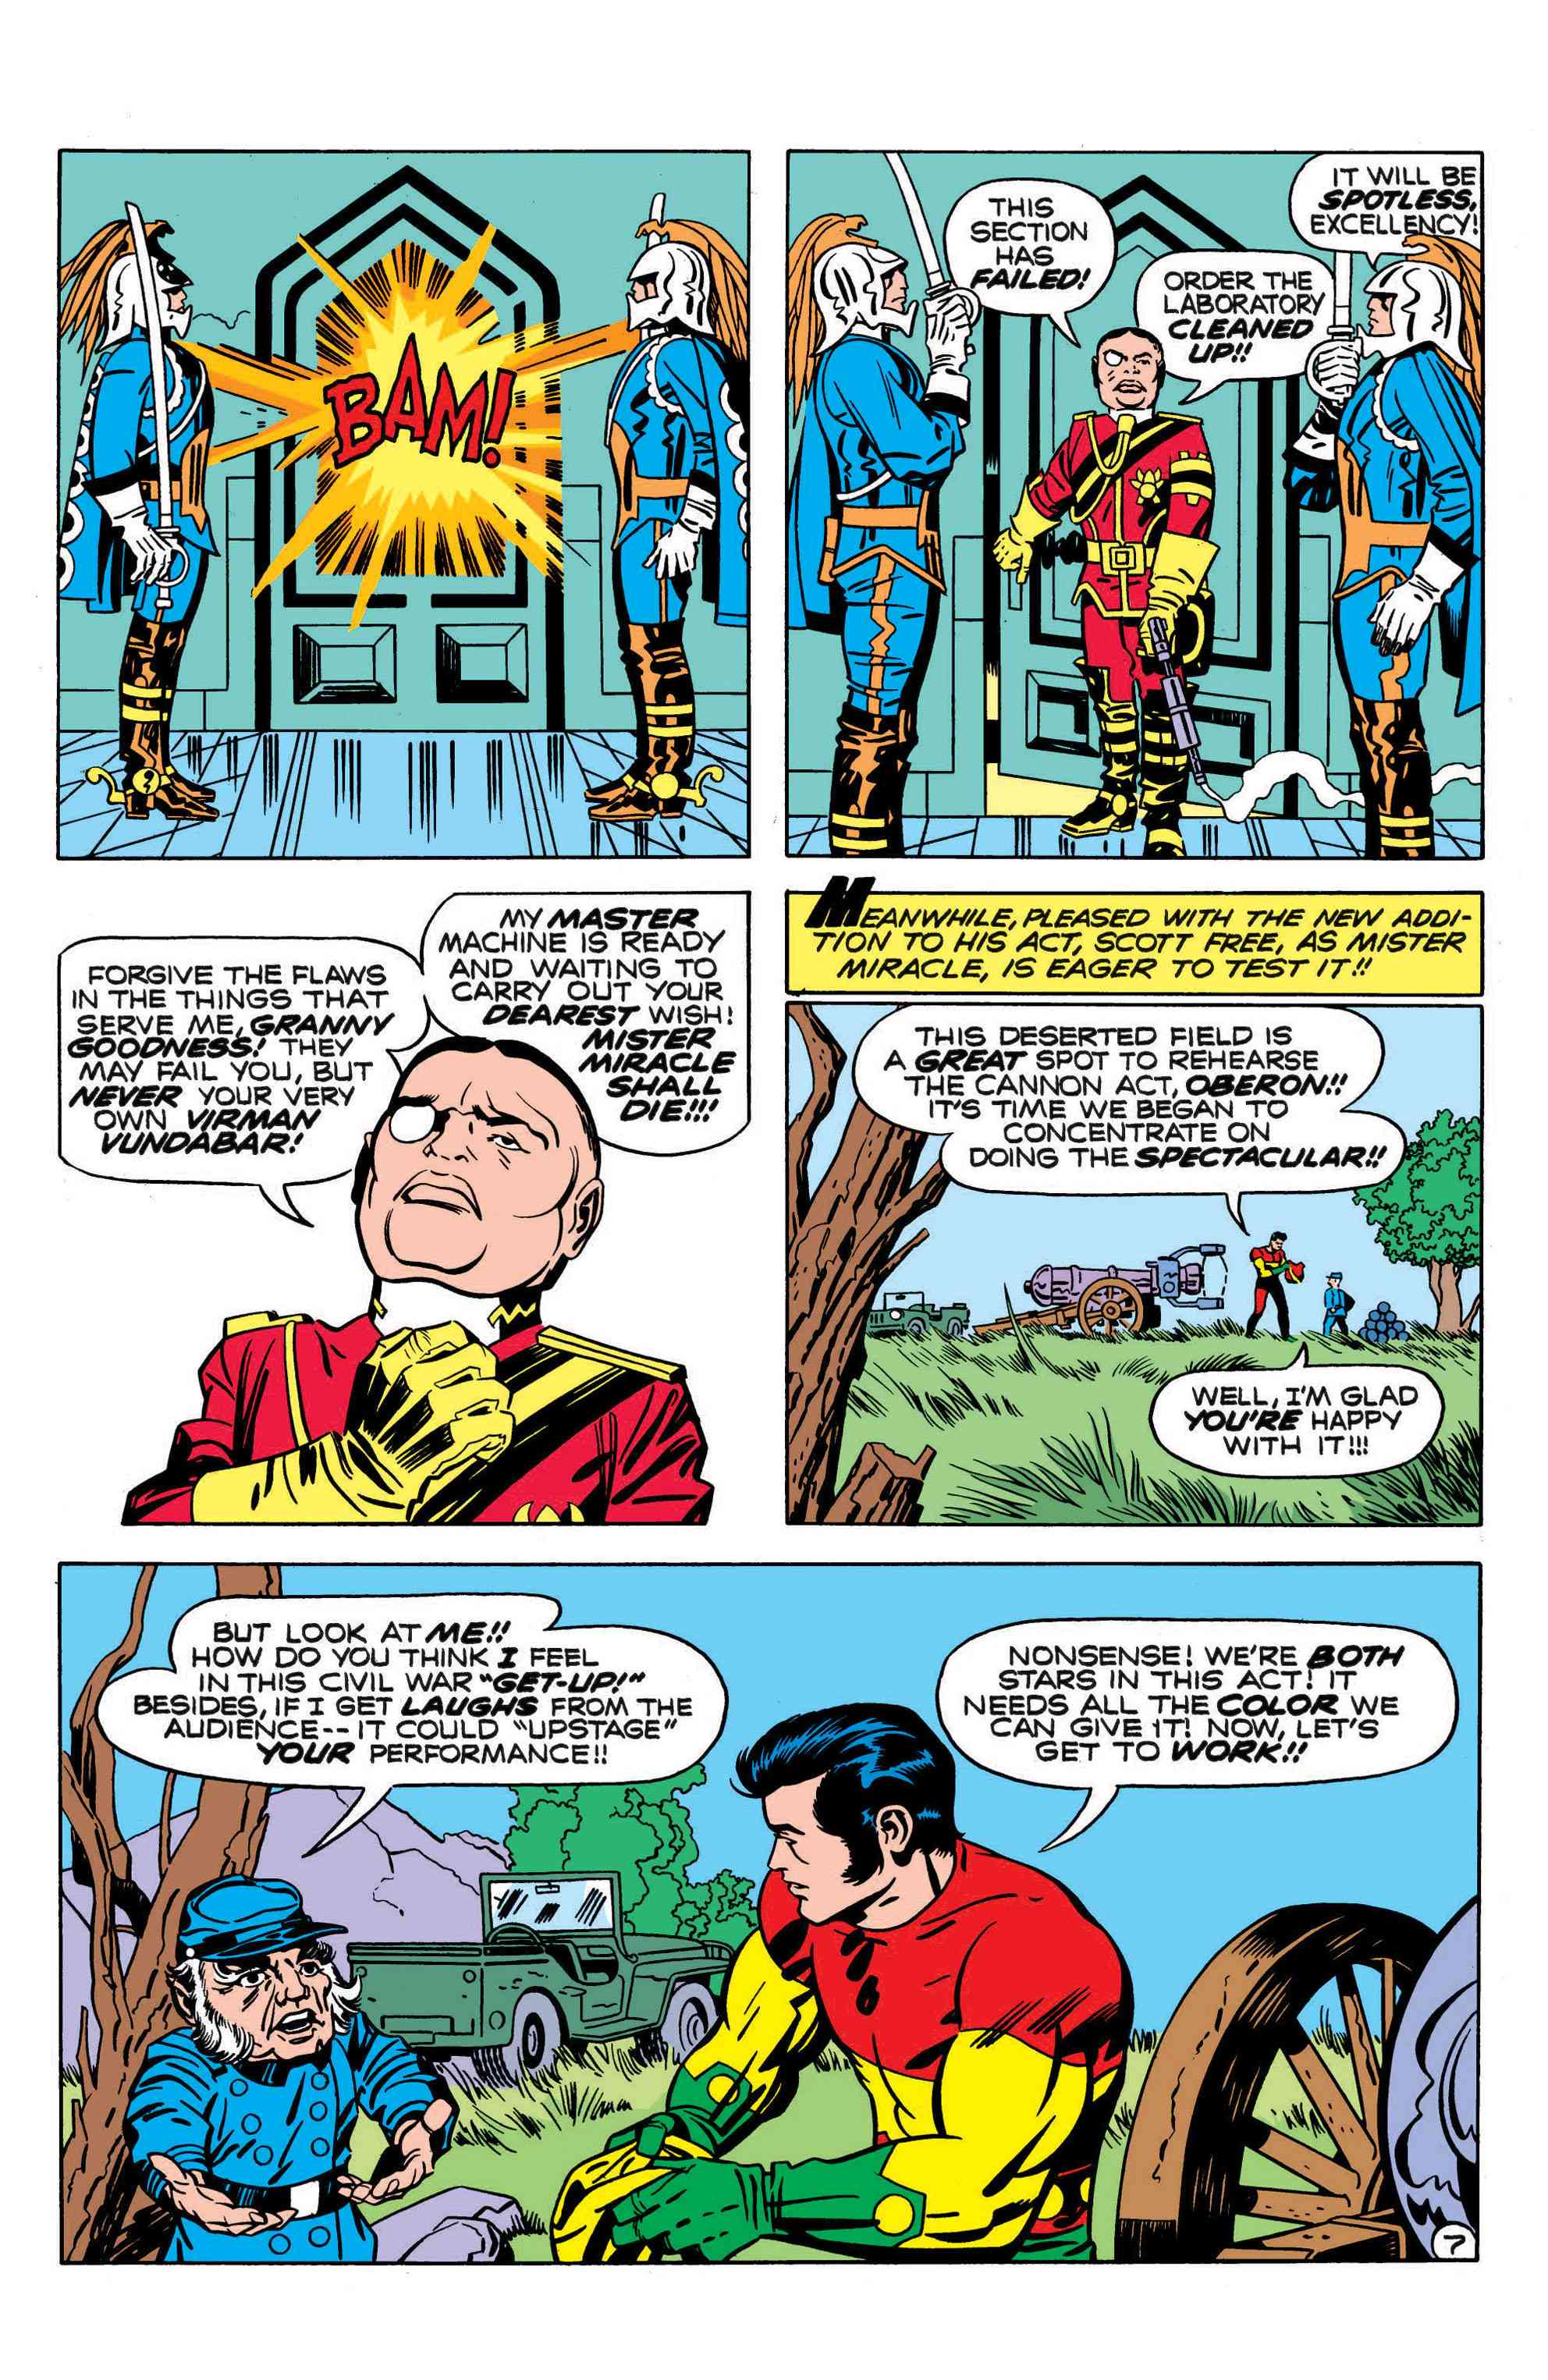 BAM!
THIS
SECTION
HAS
FAILED!
ORDER THE
LABORATORY
CLEANED
UP!!
IT WILL BE
SPOTLESS,
EXCELLENCY!
FORGIVE THE FLAWS
IN THE THINGS THAT
SERVE ME, GRANNY
GOODNESS! THEY
MAY FAIL YOU, BUT
NEVER YOUR VERY
OWN VIRMAN
VUNDABAR!
MY MASTER
MACHINE IS READY
AND WAITING TO
CARRY OUT YOUR
DEAREST WISH!
MISTER
MIRACLE
SHALL
DIE!!!
MEANWHILE, PLEASED WITH THE NEW ADDI-
TION TO HIS ACT, SCOTT FREE, AS MISTER
MIRACLE, IS EAGER TO TEST IT!!
THIS DESERTED FIELD IS
A GREAT SPOT TO REHEARSE
THE CANNON ACT, OBERON!!
IT'S TIME WE BEGAN TO
CONCENTRATE ON
DOING THE SPECTACULAR!!
WELL, I'M GLAD
YOU'RE HAPPY
WITH IT!!!
BUT LOOK AT ME!!
HOW DO YOU THINK I FEEL
IN THIS CIVIL WAR "GET-UP!"
BESIDES, IF I GET LAUGHS FROM THE
AUDIENCE-- IT COULD "UPSTAGE"
YOUR PERFORMANCE!!
NONSENSE! WE'RE BOTH
STARS IN THIS ACT! IT
NEEDS ALL THE COLOR WE
CAN GIVE IT! NOW, LET'S
GET TO WORK!!
7